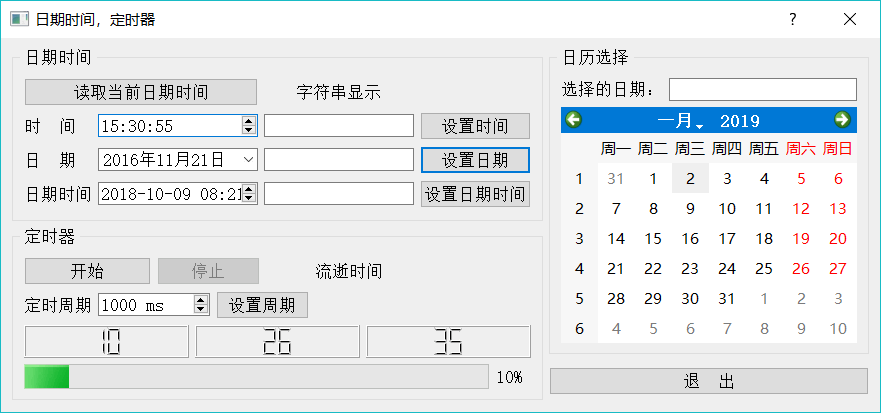 日期时间，定时器
日期时间
读取当前日期时间 字符串显示
时 间 15:30:55 设置时间
日 期 2016年11月21日 设置日期
日期时间 2018-10-09 08:21 设置日期时间
定时器
开始 停止 流逝时间
定时周期 1000 ms 设置周期
10 26 35
10%
日历选择
选择的日期：
一月 2019
周一 周二 周三 周四 周五 周六 周日
1 31 1 2 3 4 5 6
2 7 8 9 10 11 12 13
3 14 15 16 17 18 19 20
4 21 22 23 24 25 26 27
5 28 29 30 31 1 2 3
6 4 5 6 7 8 9 10
退 出